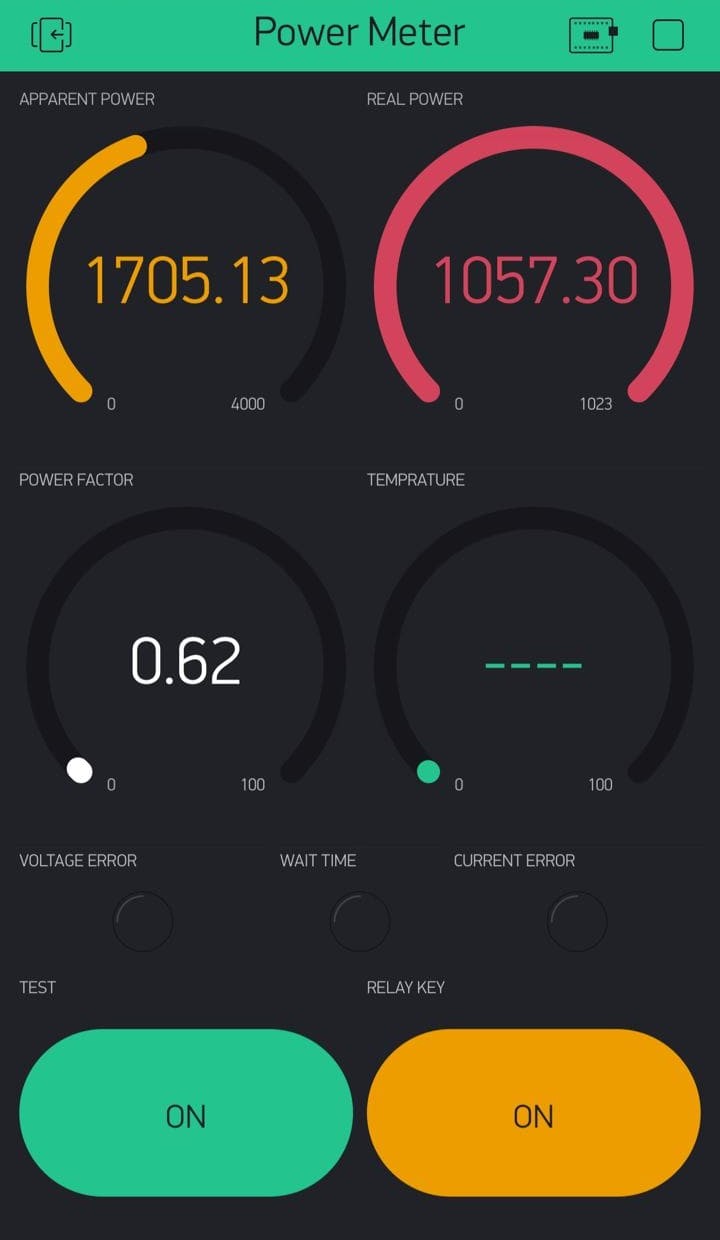 Power Meter
APPARENT POWER
REAL POWER
1705.13
1057.30
0
4000
0
1023
POWER FACTOR
TEMPRATURE
0.62
----
0
100
0
100
VOLTAGE ERROR
WAIT TIME
CURRENT ERROR
TEST
RELAY KEY
ON
ON